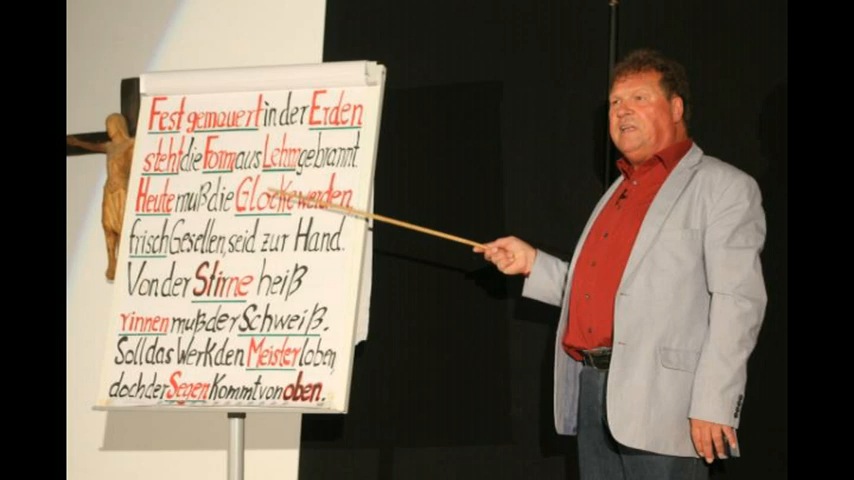 Fest gemauert in der Erden
steht die Form aus Lehm gebrannt
Heute muß die Glocke werden,
frisch Gesellen, seid zur Hand.
Von der Stirne heiß
rinnen muß der Schweiß.
Soll das Werk den Meister loben,
doch der Segen kommt von oben.